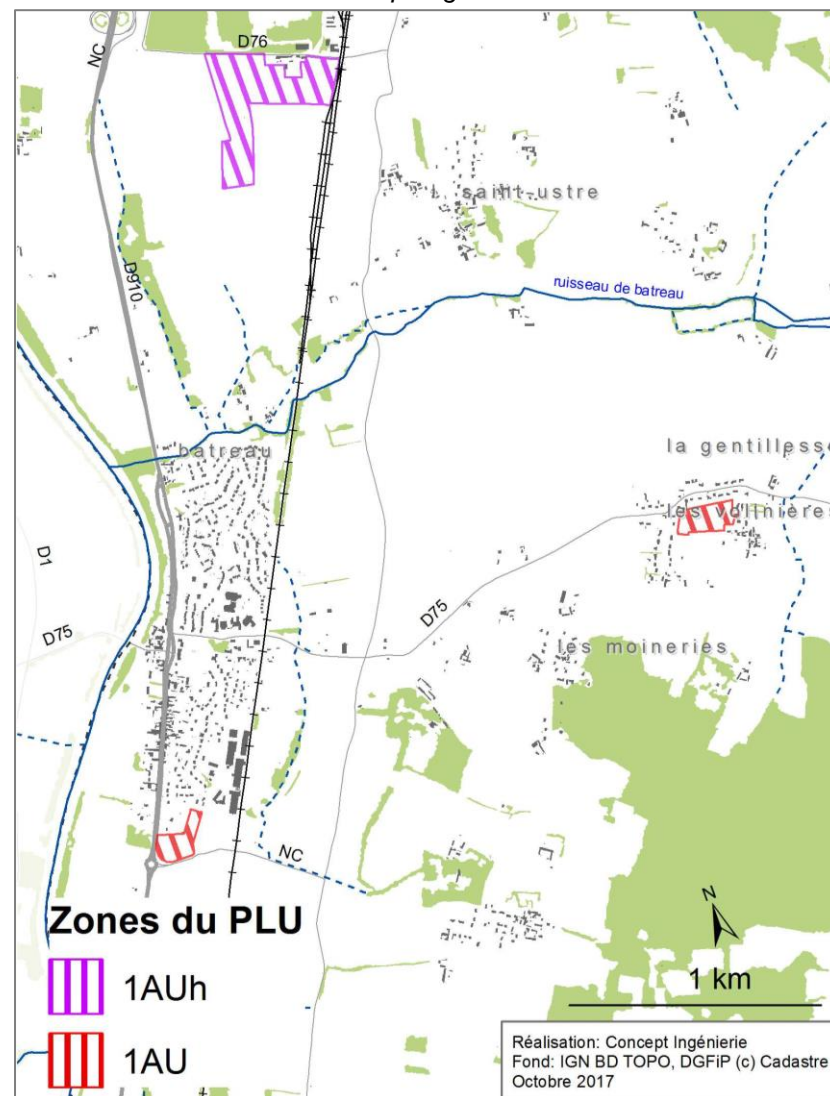 D76
NC
saint-ustre
D910
ruisseau de batreau
batreau
la gentillesse
les volinières
D1
D75
D75
les moineries
NC
N
Zones du PLU
1 km
1AUh
1AU
Réalisation: Concept Ingénierie
Fond: IGN BD TOPO, DGFiP (c) Cadastre
Octobre 2017